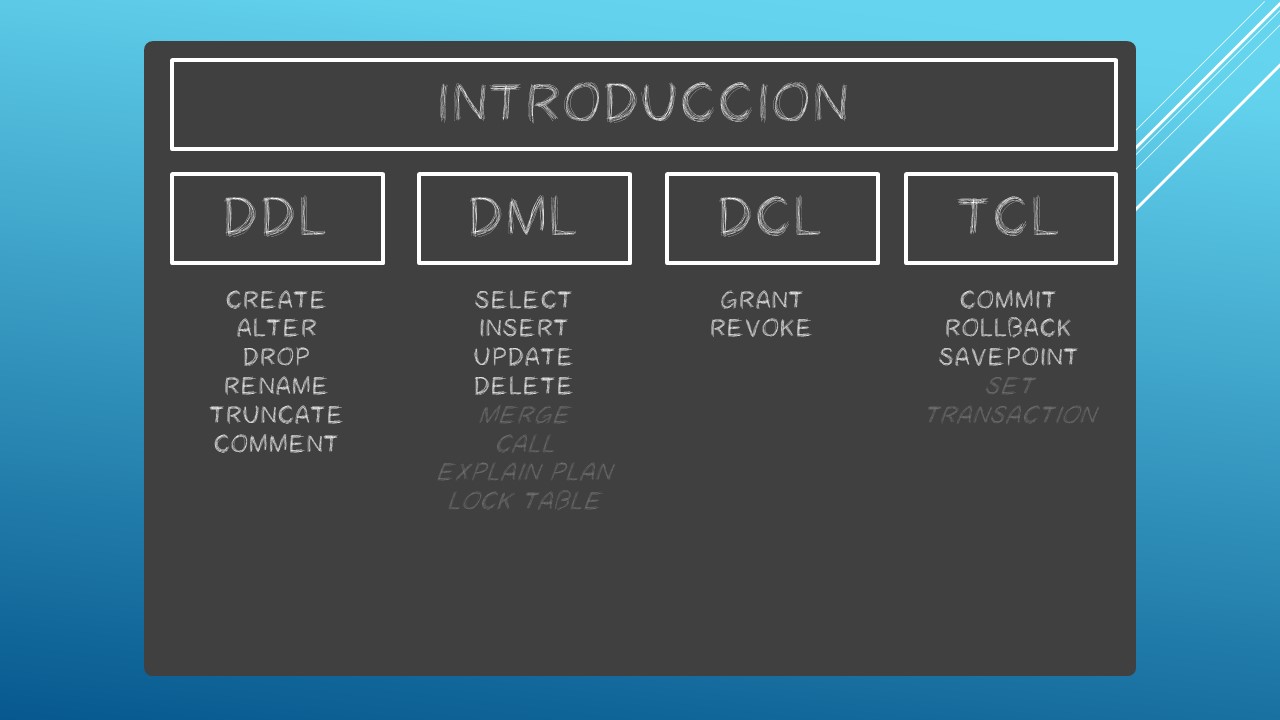 INTRODUCCION
DDL
DML
DCL
TCL
CREATE
ALTER
DROP
RENAME
TRUNCATE
COMMENT
SELECT
INSERT
UPDATE
DELETE
MERGE
CALL
EXPLAIN PLAN
LOCK TABLE
GRANT
REVOKE
COMMIT
ROLLBACK
SAVEPOINT
SET
TRANSACTION